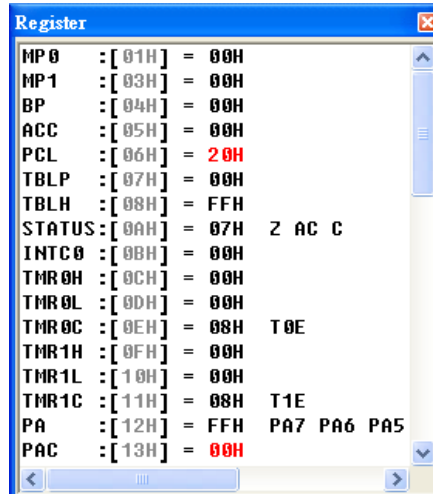 Register
MP0 :[01H] = 00H
MP1 :[03H] = 00H
BP :[04H] = 00H
ACC :[05H] = 00H
PCL :[06H] = 20H
TBLP :[07H] = 00H
TBLH :[08H] = FFH
STATUS:[0AH] = 07H Z AC C
INTC0 :[0BH] = 00H
TMR0H :[0CH] = 00H
TMR0L :[0DH] = 00H
TMR0C :[0EH] = 08H T0E
TMR1H :[0FH] = 00H
TMR1L :[10H] = 00H
TMR1C :[11H] = 08H T1E
PA :[12H] = FFH PA7 PA6 PA5
PAC :[13H] = 00H